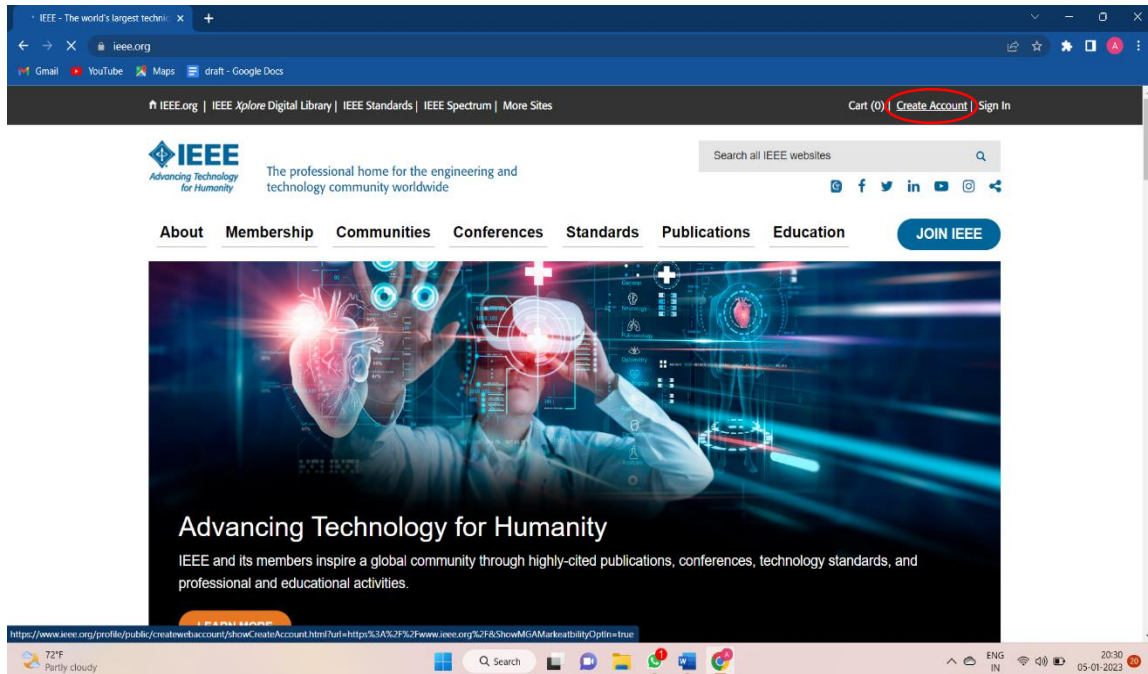 IEEE - The world's largest technic
ieee.org
A
Gmail YouTube Maps draft - Google Docs
IEEE.org | IEEE Xplore Digital Library | IEEE Standards | IEEE Spectrum | More Sites
Cart (0) | Create Account | Sign In
IEEE
Advancing Technology
for Humanity
The professional home for the engineering and
technology community worldwide
Search all IEEE websites
About Membership Communities Conferences Standards Publications Education
JOIN IEEE
Advancing Technology for Humanity
IEEE and its members inspire a global community through highly-cited publications, conferences, technology standards, and
professional and educational activities.
LEARN MORE
https://www.ieee.org/profile/public/createwebaccount/showCreateAccount.html?url=https%3A%2F%2Fwww.ieee.org%2F&ShowMGAMarkeatbilityOptIn=true
72°F
Partly cloudy
Search
1
ENG
IN
20:30
05-01-2023
20